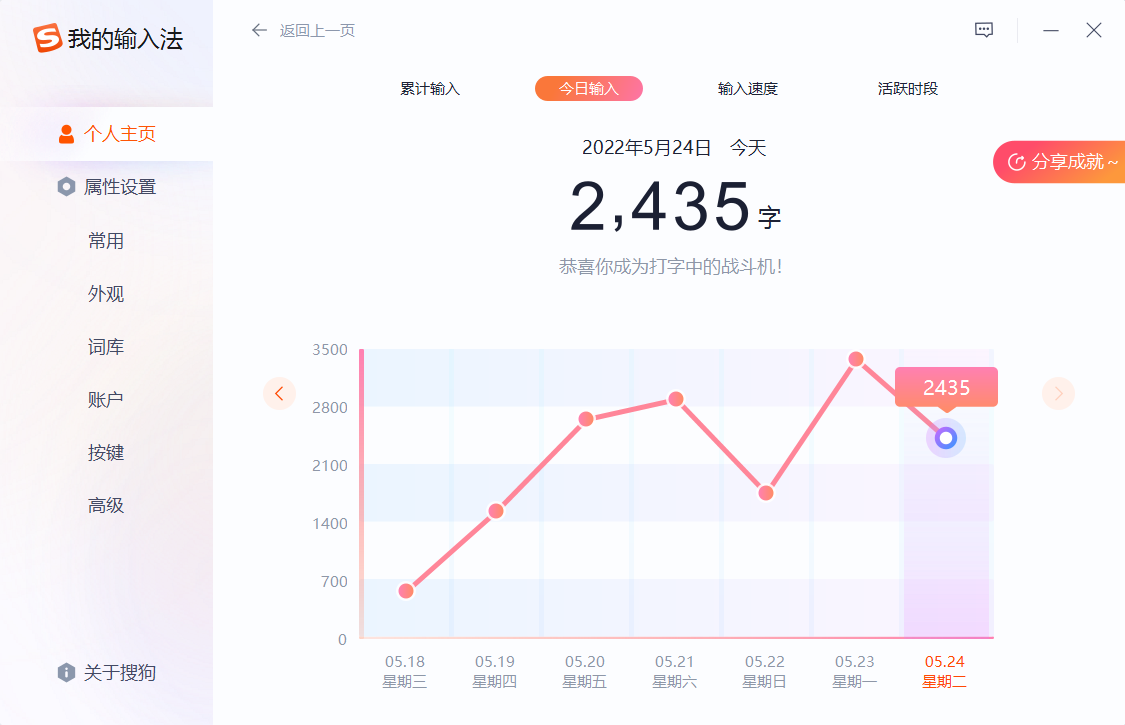 我的输入法
返回上一页
个人主页
属性设置
常用
外观
词库
账户
按键
高级
关于搜狗
累计输入
今日输入
输入速度
活跃时段
2022年5月24日 今天
2,435 字
恭喜你成为打字中的战斗机！
分享成就~
3500
2800
2100
1400
700
0
2435
05.18
星期三
05.19
星期四
05.20
星期五
05.21
星期六
05.22
星期日
05.23
星期一
05.24
星期二